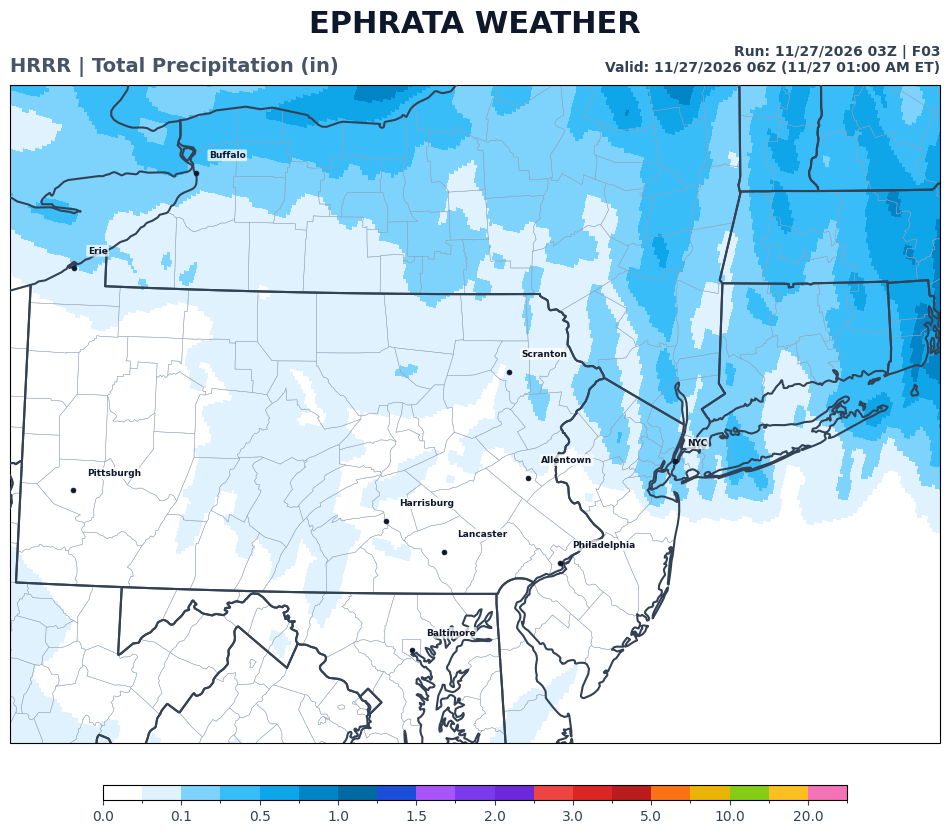 EPHRATA WEATHER
HRRR | Total Precipitation (in)
Run: 11/27/2026 03Z | F03
Valid: 11/27/2026 06Z (11/27 01:00 AM ET)
Buffalo
Erie
Scranton
NYC
Allentown
Pittsburgh
Harrisburg
Lancaster
Philadelphia
Baltimore
0.0 0.1 0.5 1.0 1.5 2.0 3.0 5.0 10.0 20.0